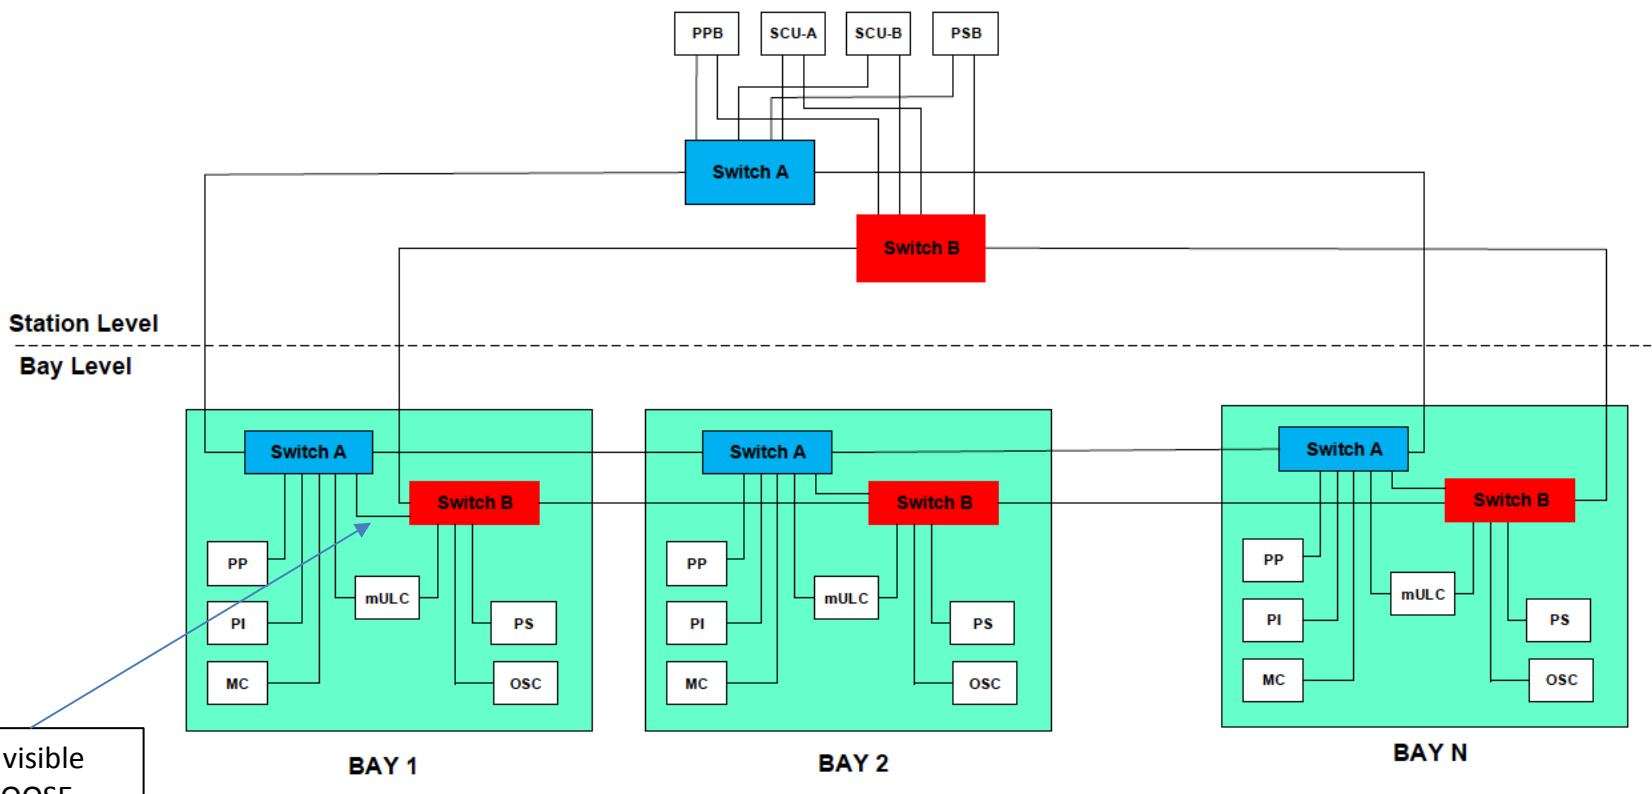 PPB
SCU-A
SCU-B
PSB
Switch A
Switch B
Station Level
Bay Level
Switch A
Switch B
PP
PI
MC
mULC
PS
OSC
BAY 1
Switch A
Switch B
PP
PI
MC
mULC
PS
OSC
BAY 2
Switch A
Switch B
PP
PI
MC
mULC
PS
OSC
BAY N
visible